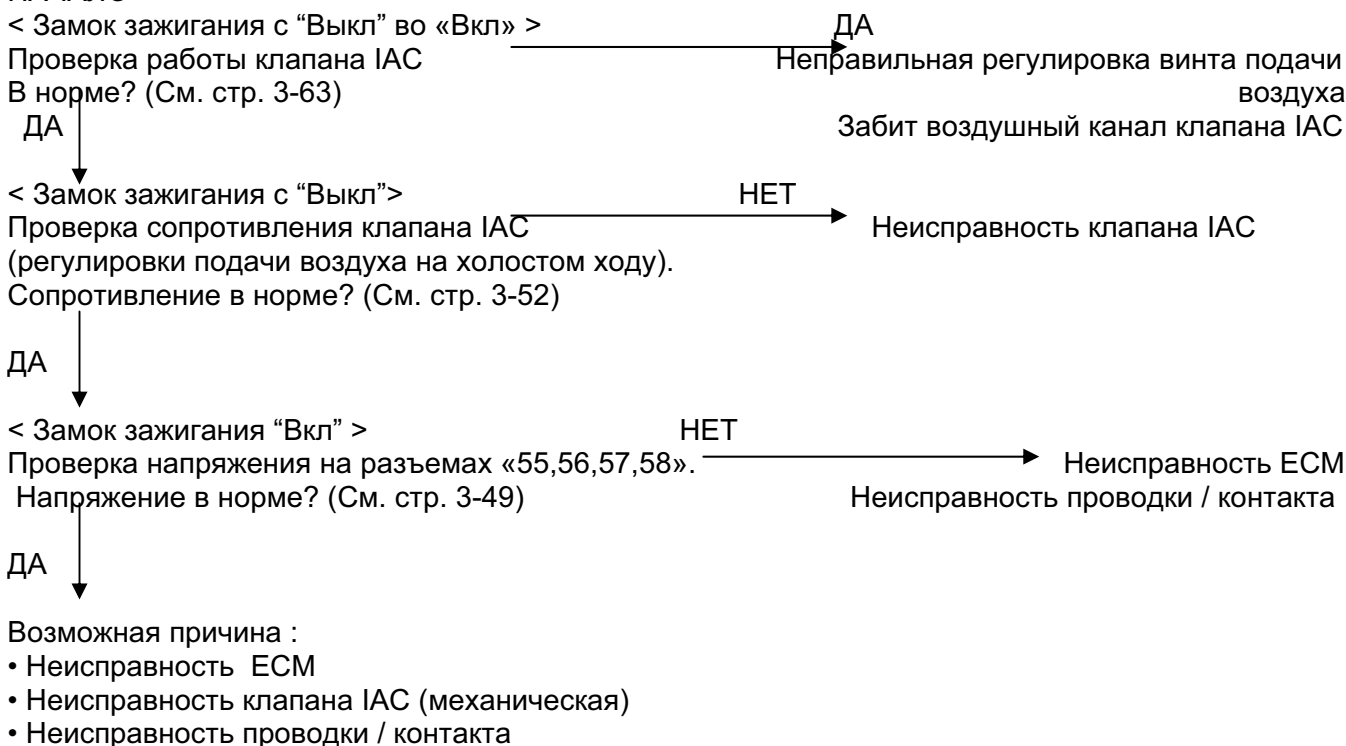 < Замок зажигания с “Выкл” во «Вкл» > ДА
Проверка работы клапана IAC Неправильная регулировка винта подачи
В норме? (См. стр. 3-63) воздуха
ДА Забит воздушный канал клапана IAC
< Замок зажигания с “Выкл”> НЕТ
Проверка сопротивления клапана IAC Неисправность клапана IAC
(регулировки подачи воздуха на холостом ходу).
Сопротивление в норме? (См. стр. 3-52)
ДА
< Замок зажигания “Вкл” > НЕТ
Проверка напряжения на разъемах «55,56,57,58». Неисправность ECM
Напряжение в норме? (См. стр. 3-49) Неисправность проводки / контакта
ДА
Возможная причина :
• Неисправность ECM
• Неисправность клапана IAC (механическая)
• Неисправность проводки / контакта